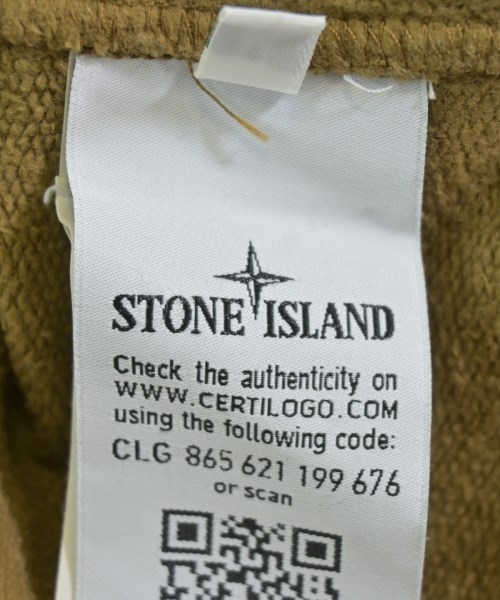 STONE ISLAND
Check the authenticity on
WWW.CERTILOGO.COM
using the following code:
CLG 865 621 199 676
or scan